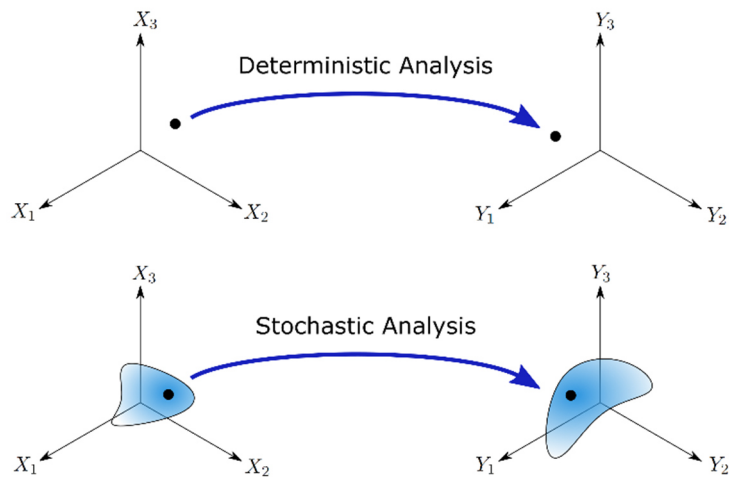 X₃
Y₃
Deterministic Analysis
X₁
X₂
Y₁
Y₂
X₃
Y₃
Stochastic Analysis
X₁
X₂
Y₁
Y₂